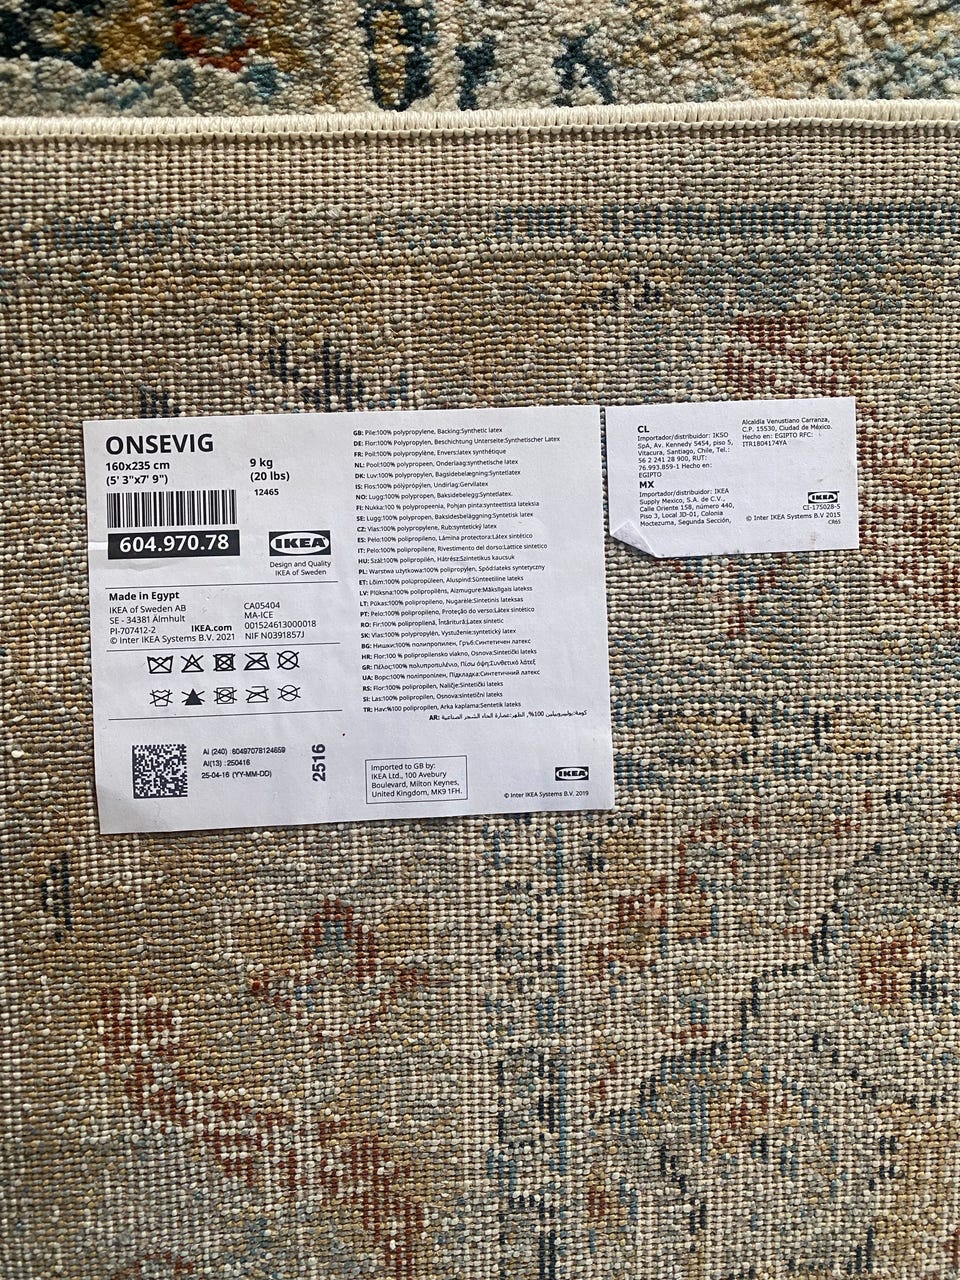 ONSEVIG
160x235 cm
(5' 3"x7' 9")
9 kg
(20 lbs)
12465
604.970.78
IKEA
Design and Quality
IKEA of Sweden
Made in Egypt
IKEA of Sweden AB
SE - 34381 Älmhult
PI-707412-2
IKEA.com
© Inter IKEA Systems B.V. 2021
CA05404
MA-ICE
001524613000018
NIF N0391857J
AI (240) :60497078124659
AI(13) :250416
25-04-16 (YY-MM-DD)
2516
GB: Pile:100% polypropylene, Backing:Synthetic latex
DE: Flor:100% Polypropylen, Beschichtung Unterseite:Synthetischer Latex
FR: Poil:100% polypropylène, Envers:latex synthétique
NL: Pool:100% polypropeen, Onderlaag:synthetische latex
DK: Luv:100% polypropylen, Bagsidebelægning:Syntetlatex
IS: Flos:100% pólýprópýlen, Undirlag:Gervilatex
NO: Lugg:100% polypropen, Baksidebelegg:Syntetlatex.
FI: Nukka:100 % polypropeenia, Pohjan pinta:synteettistä lateksia
SE: Lugg:100% polypropen, Baksidesbeläggning:Syntetisk latex
CZ: Vlas:100% polypropylen, Rub:syntetický latex
ES: Pelo:100% polipropileno, Lámina protectora:Látex sintético
IT: Pelo:100% polipropilene, Rivestimento del dorso:Lattice sintetico
HU: Szál:100% polipropilén, Hátrész:Szintetikus kaucsuk
PL: Warstwa użytkowa:100% polipropylen, Spód:lateks syntetyczny
EE: Lõim:100% polüpropüleen, Aluspind:Sünteetiline lateks
LV: Plūksna:100% polipropilēns, Aizmugure:Mākslīgais latekss
LT: Pūkas:100% polipropileno, Nugarėlė:Sintetinis lateksas
PT: Pelo:100% polipropileno, Proteção do verso:Látex sintético
RO: Fir:100% polipropilenă, Întăritură:Latex sintetic
SK: Vlas:100% polypropylén, Vystuženie:syntetický latex
BG: Нишки:100% полипропилен, Гръб:Синтетичен латекс
HR: Flor:100 % polipropilensko vlakno, Osnova:Sintetički lateks
GR: Πέλος:100% πολυπροπυλένιο, Πίσω όψη:Συνθετικό λάτεξ
UA: Ворс:100% поліпропілен, Підкладка:Синтетичний латекс
RS: Flor:100% polipropilen, Naličje:Sintetički lateks
SI: Las:100% polipropilen, Osnova:sintetični lateks
TR: Hav:%100 polipropilen, Arka kaplama:Sentetik lateks
Imported to GB by:
IKEA Ltd., 100 Avebury
Boulevard, Milton Keynes,
United Kingdom, MK9 1FH.
IKEA
© Inter IKEA Systems B.V. 2019
CL
Importador/distribuidor: IKSO
SpA, Av. Kennedy 5454, piso 5,
Vitacura, Santiago, Chile, Tel.:
56 2 241 28 900, RUT:
76.993.859-1 Hecho en:
EGIPTO
MX
Importador/distribuidor: IKEA
Supply Mexico, S.A. de C.V.,
Calle Oriente 158, número 440,
Piso 3, Local JD-01, Colonia
Moctezuma, Segunda Sección,
Alcaldía Venustiano Carranza,
C.P. 15530, Ciudad de México.
Hecho en: EGIPTO RFC:
ITR1804174YA
IKEA
CI-175028-5
© Inter IKEA Systems B.V 2015
CR65